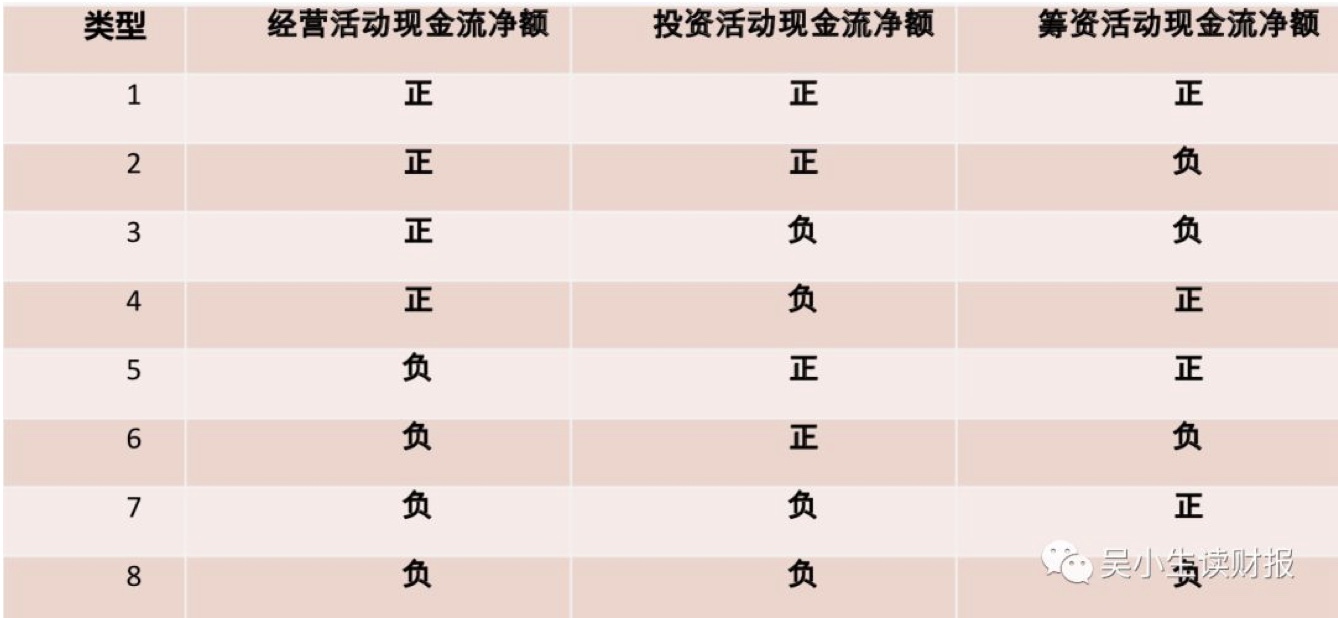 类型 经营活动现金流净额 投资活动现金流净额 筹资活动现金流净额
1 正 正 正
2 正 正 负
3 正 负 负
4 正 负 正
5 负 正 正
6 负 正 负
7 负 负 正
8 负 负 负
吴小生读财报